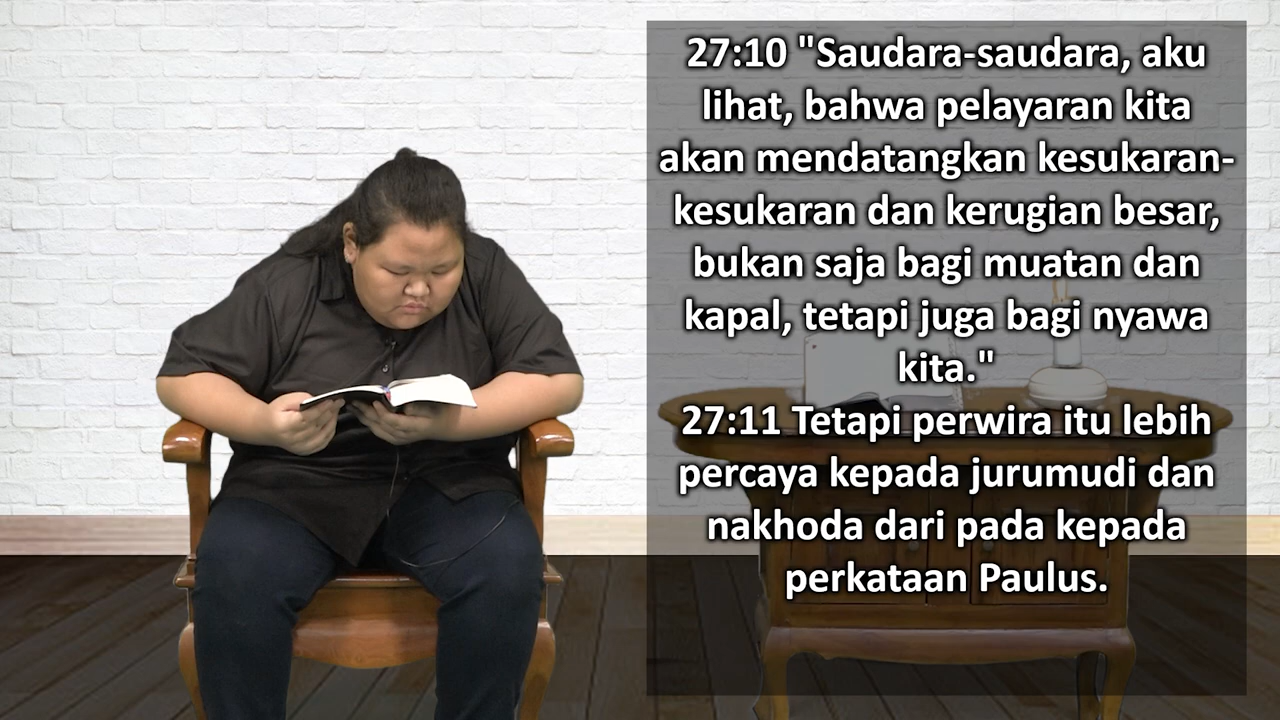 27:10 "Saudara-saudara, aku
lihat, bahwa pelayaran kita
akan mendatangkan kesukaran-
kesukaran dan kerugian besar,
bukan saja bagi muatan dan
kapal, tetapi juga bagi nyawa
kita."
27:11 Tetapi perwira itu lebih
percaya kepada jurumudi dan
nakhoda dari pada kepada
perkataan Paulus.